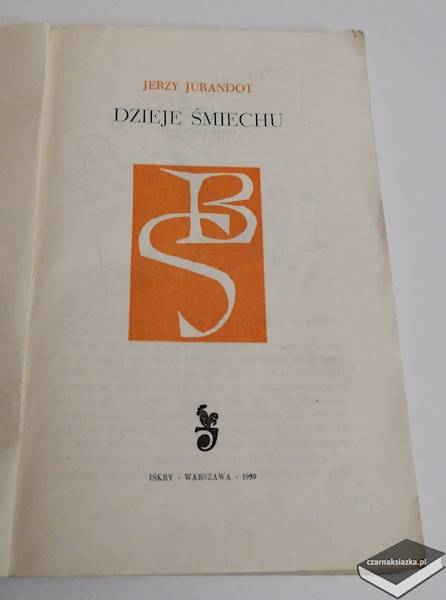 JERZY JURANDOT
DZIEJE ŚMIECHU
BS
ISKRY - WARSZAWA - 1959
czarnaksiazka.pl